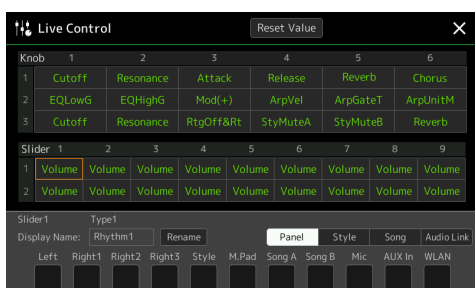 Live Control Reset Value
Knob 1 2 3 4 5 6
1 Cutoff Resonance Attack Release Reverb Chorus
2 EQLowG EQHighG Mod(+) ArpVel ArpGateT ArpUnitM
3 Cutoff Resonance RtgOff&Rt StyMuteA StyMuteB Reverb
Slider 1 2 3 4 5 6 7 8 9
1 Volume Volume Volume Volume Volume Volume Volume Volume Volume
2 Volume Volume Volume Volume Volume Volume Volume Volume Volume
Slider1 Type1
Display Name: Rhythm1 Rename Panel Style Song Audio Link
Left Right1 Right2 Right3 Style M.Pad Song A Song B Mic AUX In WLAN